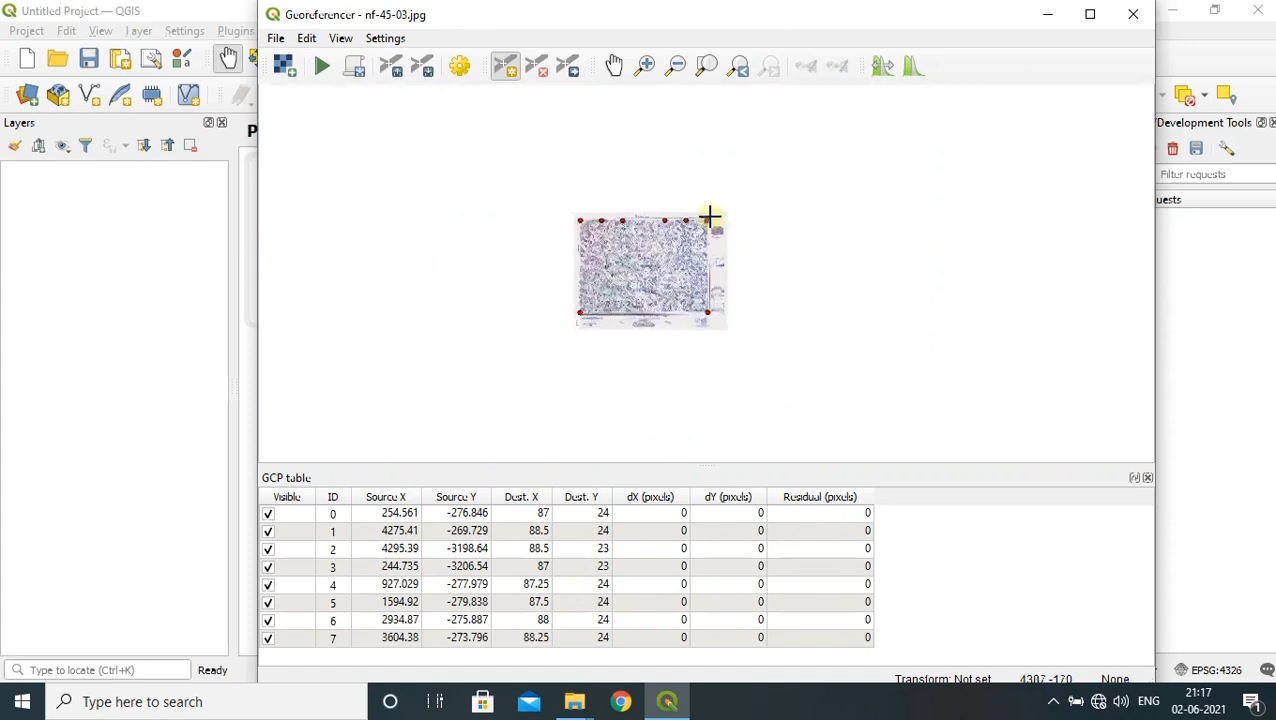 Untitled Project — QGIS
Project Edit View Layer Settings Plugins
Layers
P
Georeferencer - nf-45-03.jpg
File Edit View Settings
/Development Tools
Filter requests
uests
GCP table
Visible ID Source X Source Y Dest. X Dest. Y dX (pixels) dY (pixels) Residual (pixels)
0 254.561 -276.846 87 24 0 0 0
1 4275.41 -269.729 88.5 24 0 0 0
2 4295.39 -3198.64 88.5 23 0 0 0
3 244.735 -3206.54 87 23 0 0 0
4 927.029 -277.979 87.25 24 0 0 0
5 1594.92 -279.838 87.5 24 0 0 0
6 2934.87 -275.887 88 24 0 0 0
7 3604.38 -273.796 88.25 24 0 0 0
Type to locate (Ctrl+K) Ready
Transform: Not set 4387 -170 None
EPSG:4326
Type here to search
ENG
21:17
02-06-2021
1